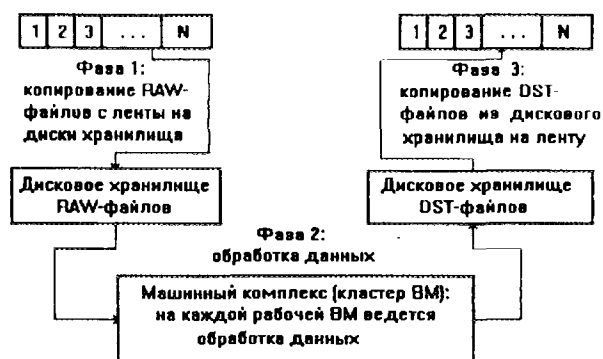 1 2 3 ... N
Фаза 1:
копирование RAW-
файлов с ленты на
диски хранилища
Дисковое хранилище
RAW-файлов
1 2 3 ... N
Фаза 3:
копирование DST-
файлов из дискового
хранилища на ленту
Дисковое хранилище
DST-файлов
Фаза 2:
обработка данных
Машинный комплекс (кластер ВМ):
на каждой рабочей ВМ ведется
обработка данных